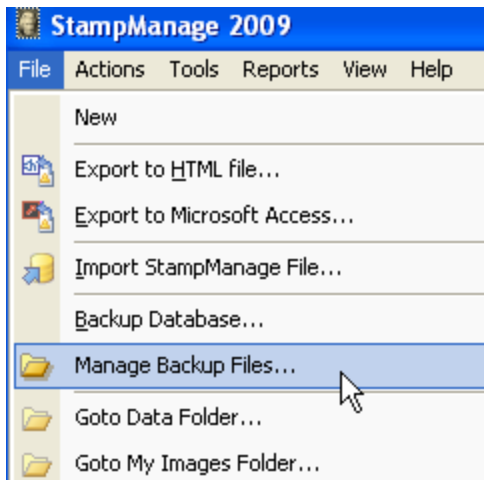 StampManage 2009
File Actions Tools Reports View Help
New
Export to HTML file...
Export to Microsoft Access...
Import StampManage File...
Backup Database...
Manage Backup Files...
Goto Data Folder...
Goto My Images Folder...